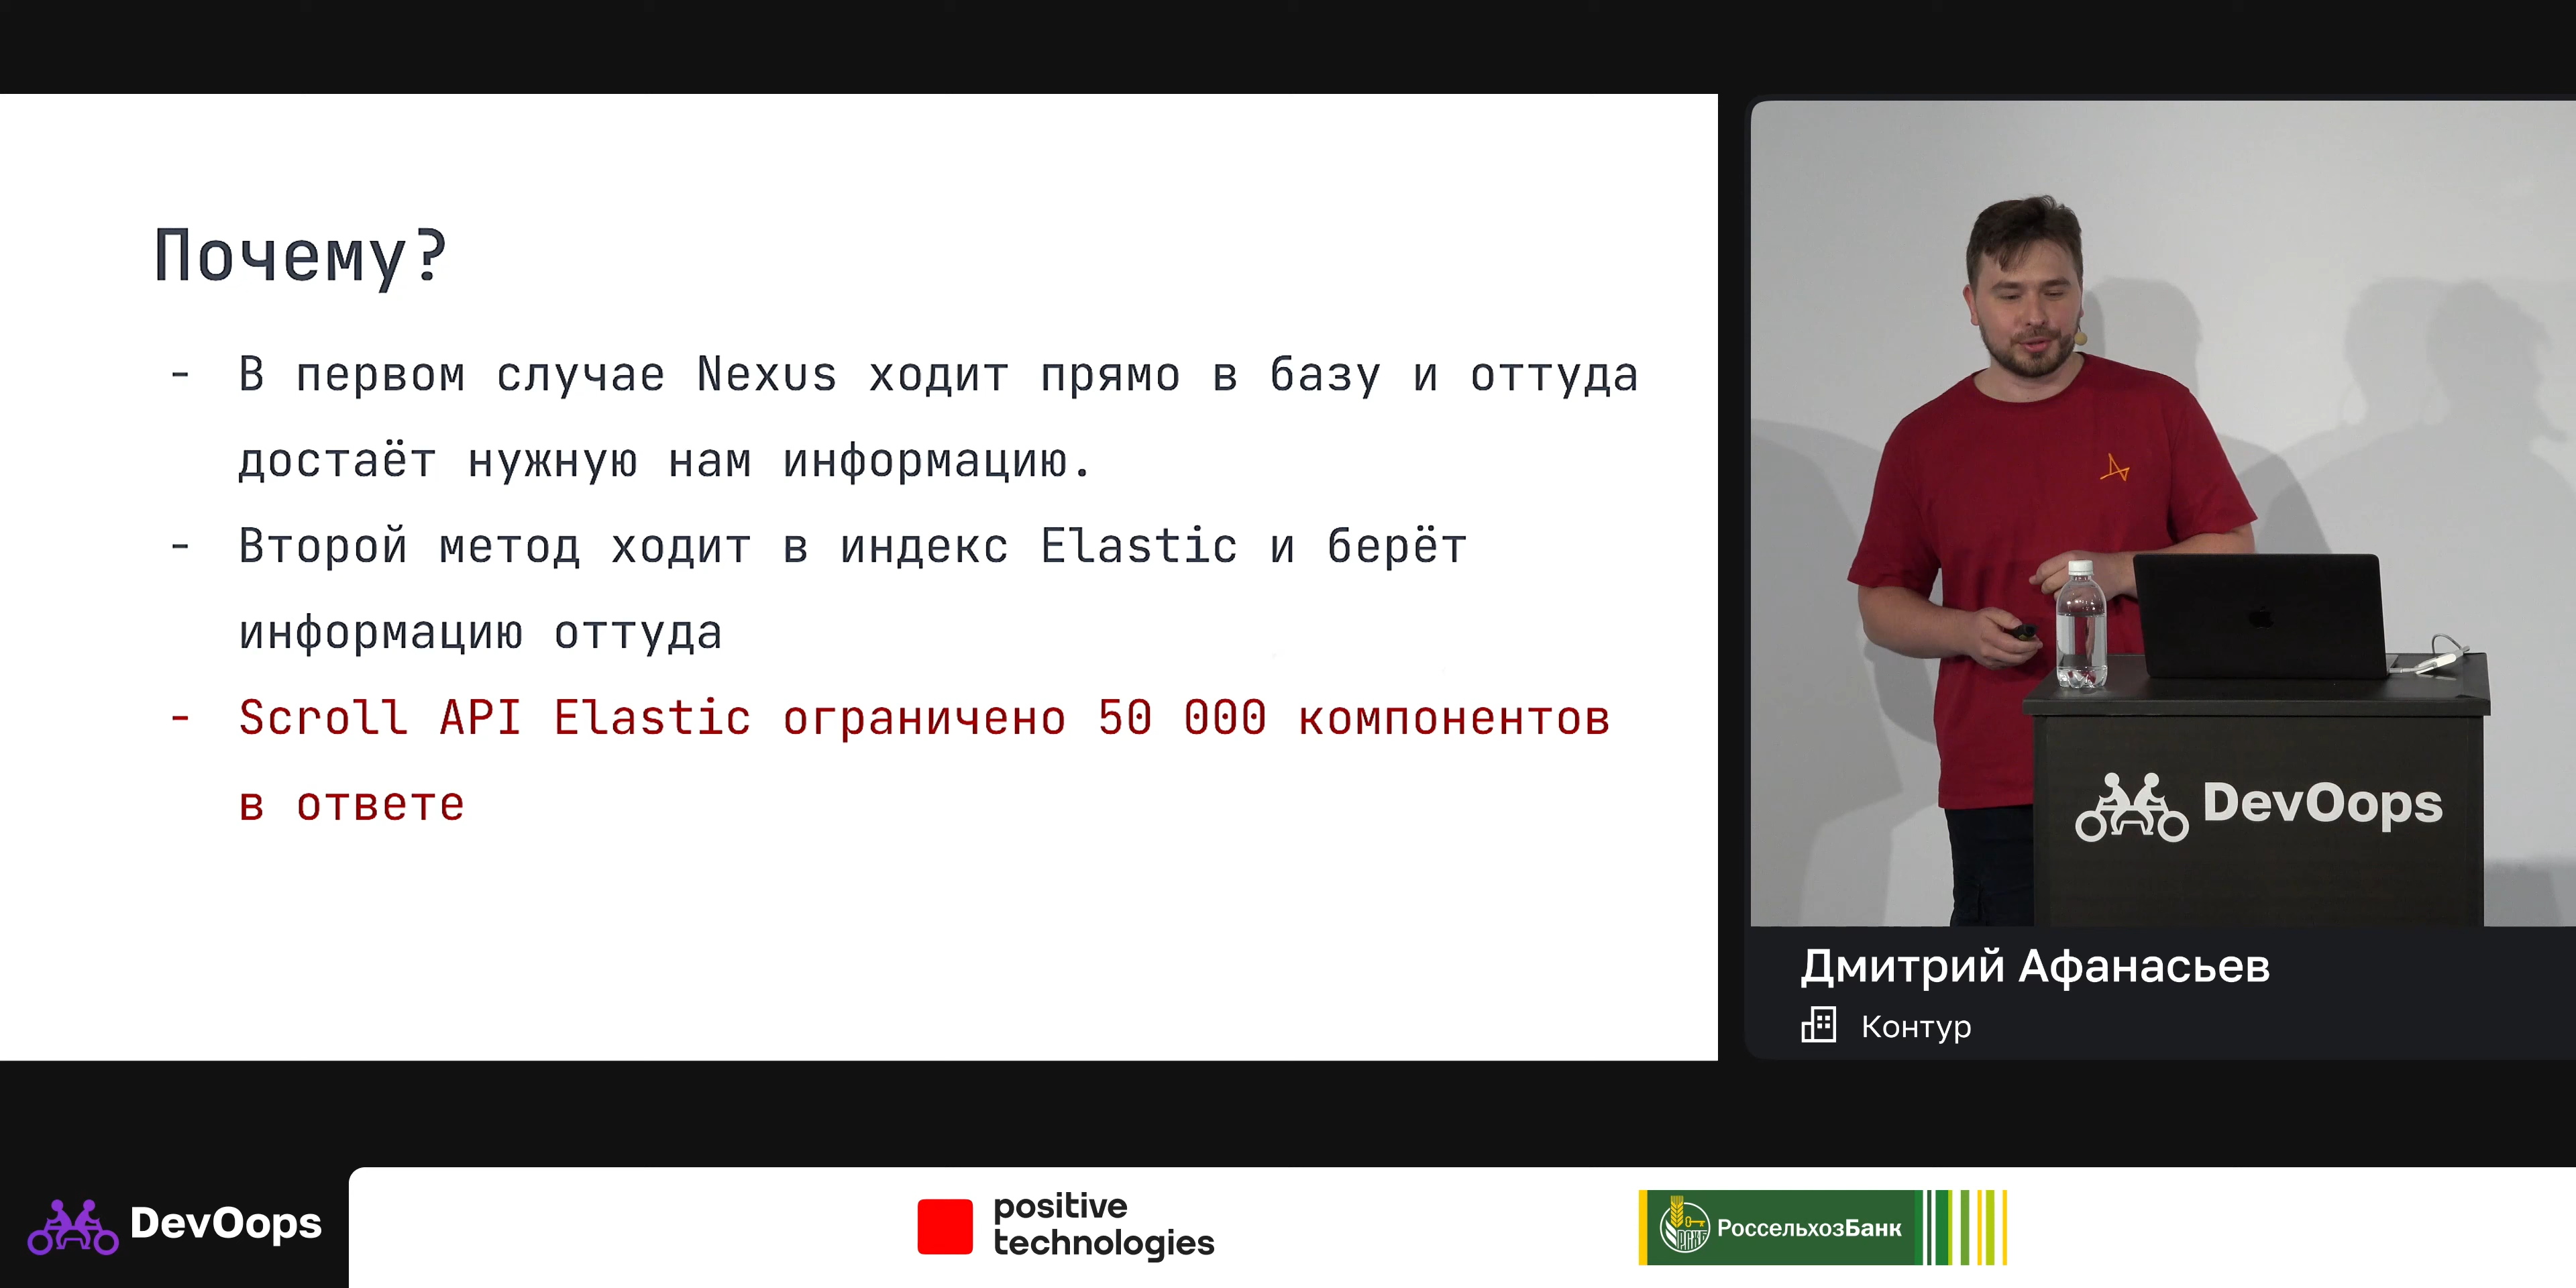 Почему?
- В первом случае Nexus ходит прямо в базу и оттуда
достаёт нужную нам информацию.
- Второй метод ходит в индекс Elastic и берёт
информацию оттуда
- Scroll API Elastic ограничено 50 000 компонентов
в ответе
DevOops
Дмитрий Афанасьев
Контур
DevOops
positive
technologies
РСХБ
РоссельхозБанк